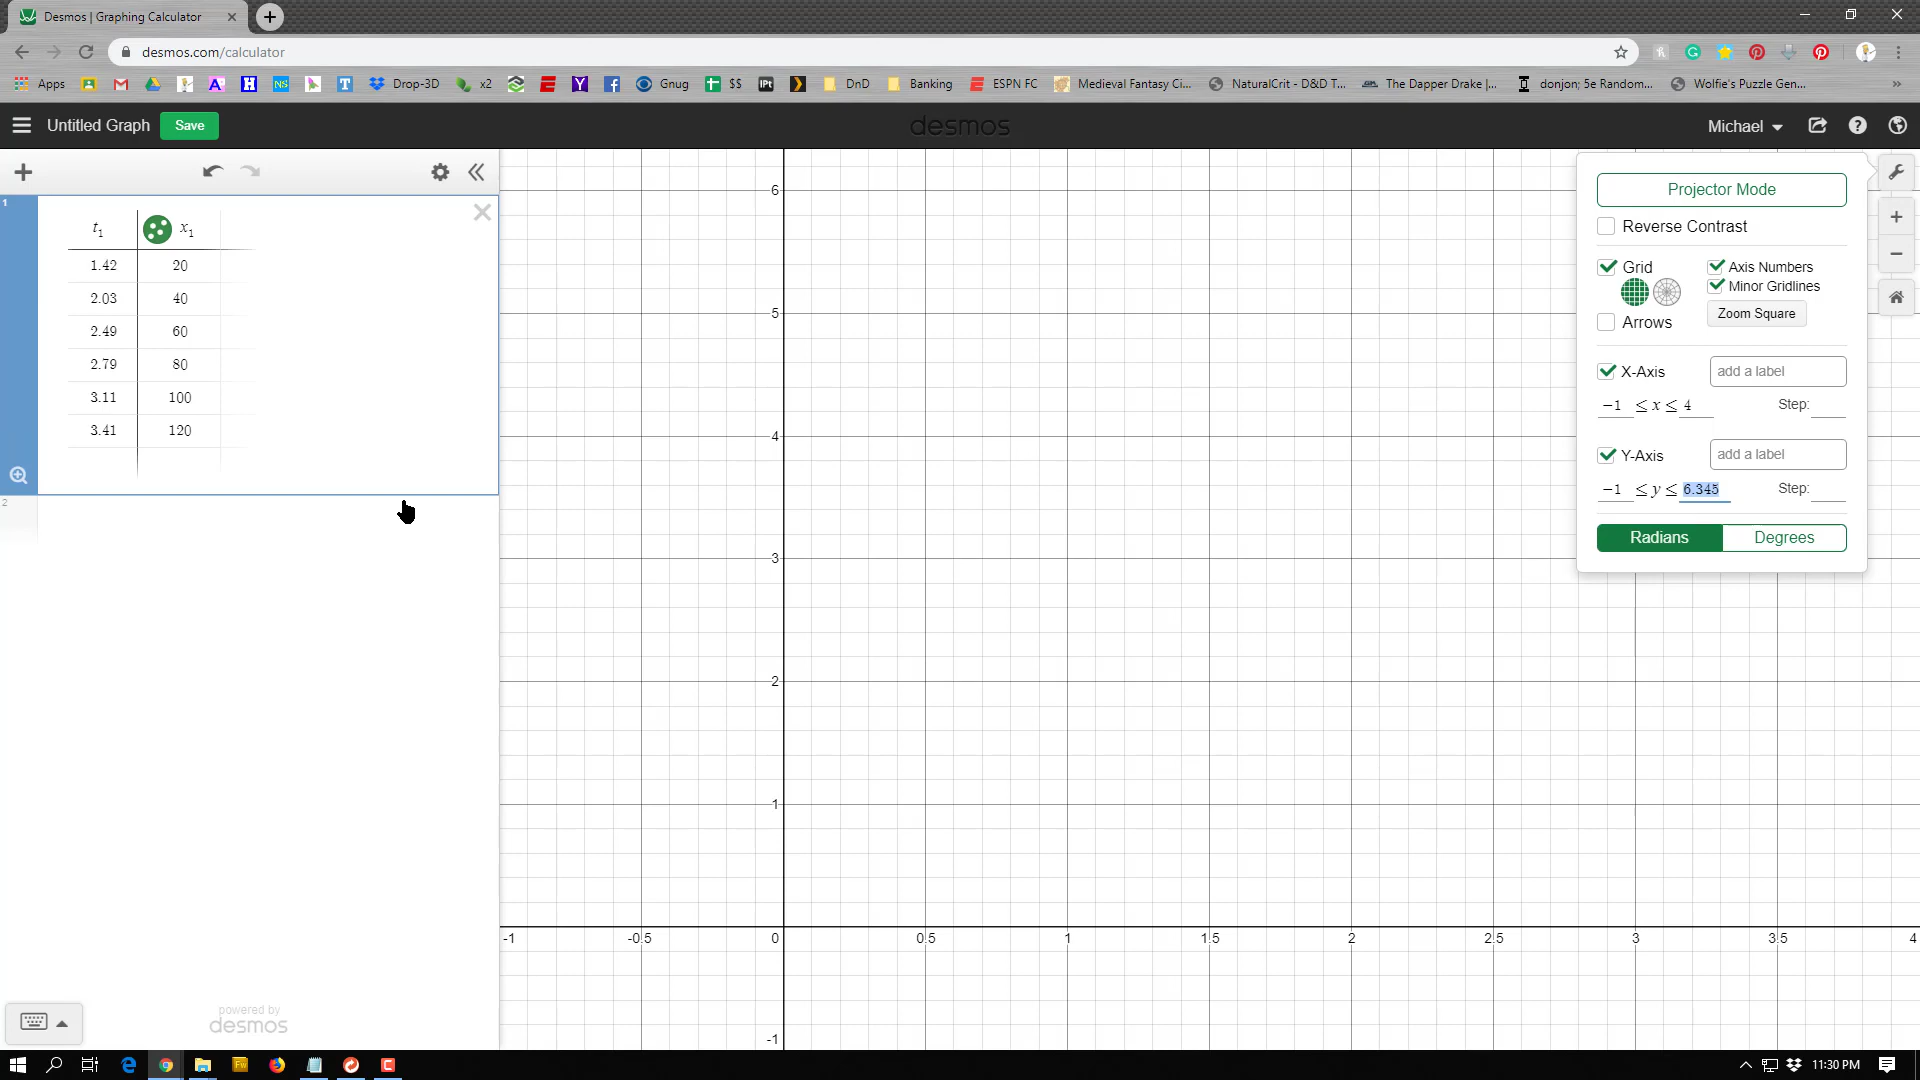 Desmos | Graphing Calculator
desmos.com/calculator
Apps
Drop-3D
x2
Gnug
$$
IPt
DnD
Banking
ESPN FC
Medieval Fantasy Ci...
NaturalCrit - D&D T...
The Dapper Drake |...
donjon; 5e Random...
Wolfie's Puzzle Gen...
»
Untitled Graph
Save
desmos
Michael
1
t1 x1
1.42 20
2.03 40
2.49 60
2.79 80
3.11 100
3.41 120
2
powered by
desmos
6
5
4
3
2
1
-1
-1 -0.5 0 0.5 1 1.5 2 2.5 3 3.5 4
Projector Mode
Reverse Contrast
Grid
Axis Numbers
Minor Gridlines
Arrows
Zoom Square
X-Axis
add a label
−1 ≤ x ≤ 4
Step:
Y-Axis
add a label
−1 ≤ y ≤ 6.345
Step:
Radians
Degrees
11:30 PM